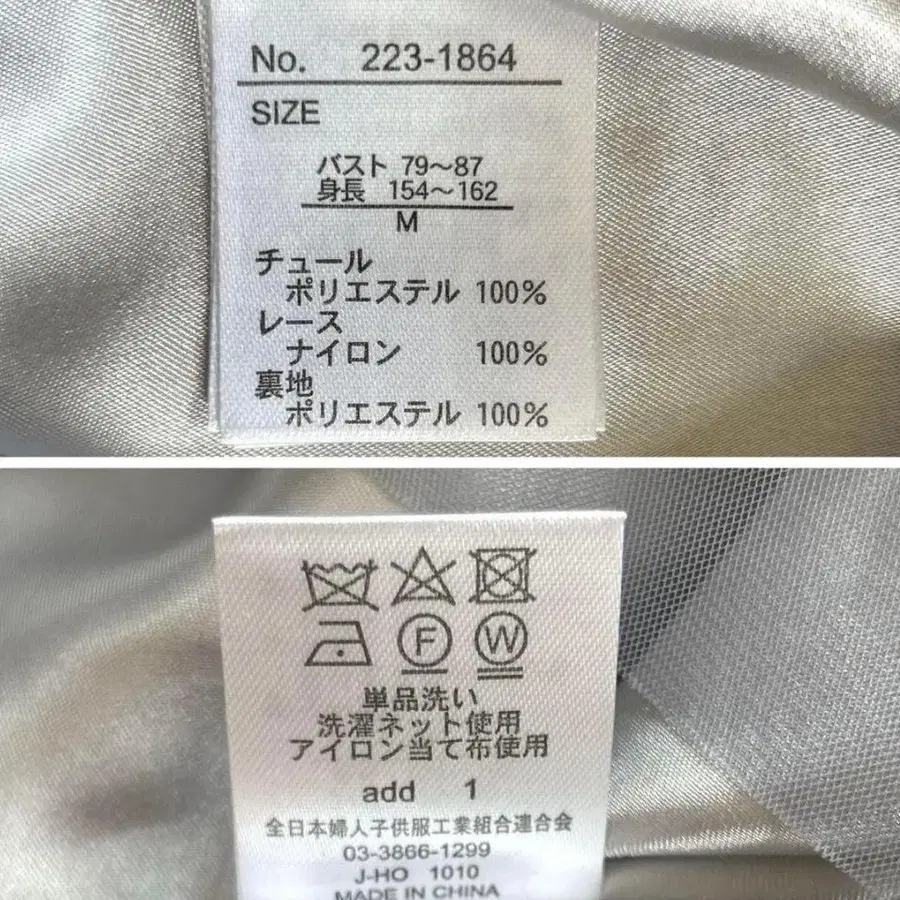 No. 223-1864
SIZE
バスト 79〜87
身長 154〜162
M
チュール
ポリエステル 100%
レース
ナイロン 100%
裏地
ポリエステル 100%
F W
単品洗い
洗濯ネット使用
アイロン当て布使用
add 1
全日本婦人子供服工業組合連合会
03-3866-1299
J-HO 1010
MADE IN CHINA